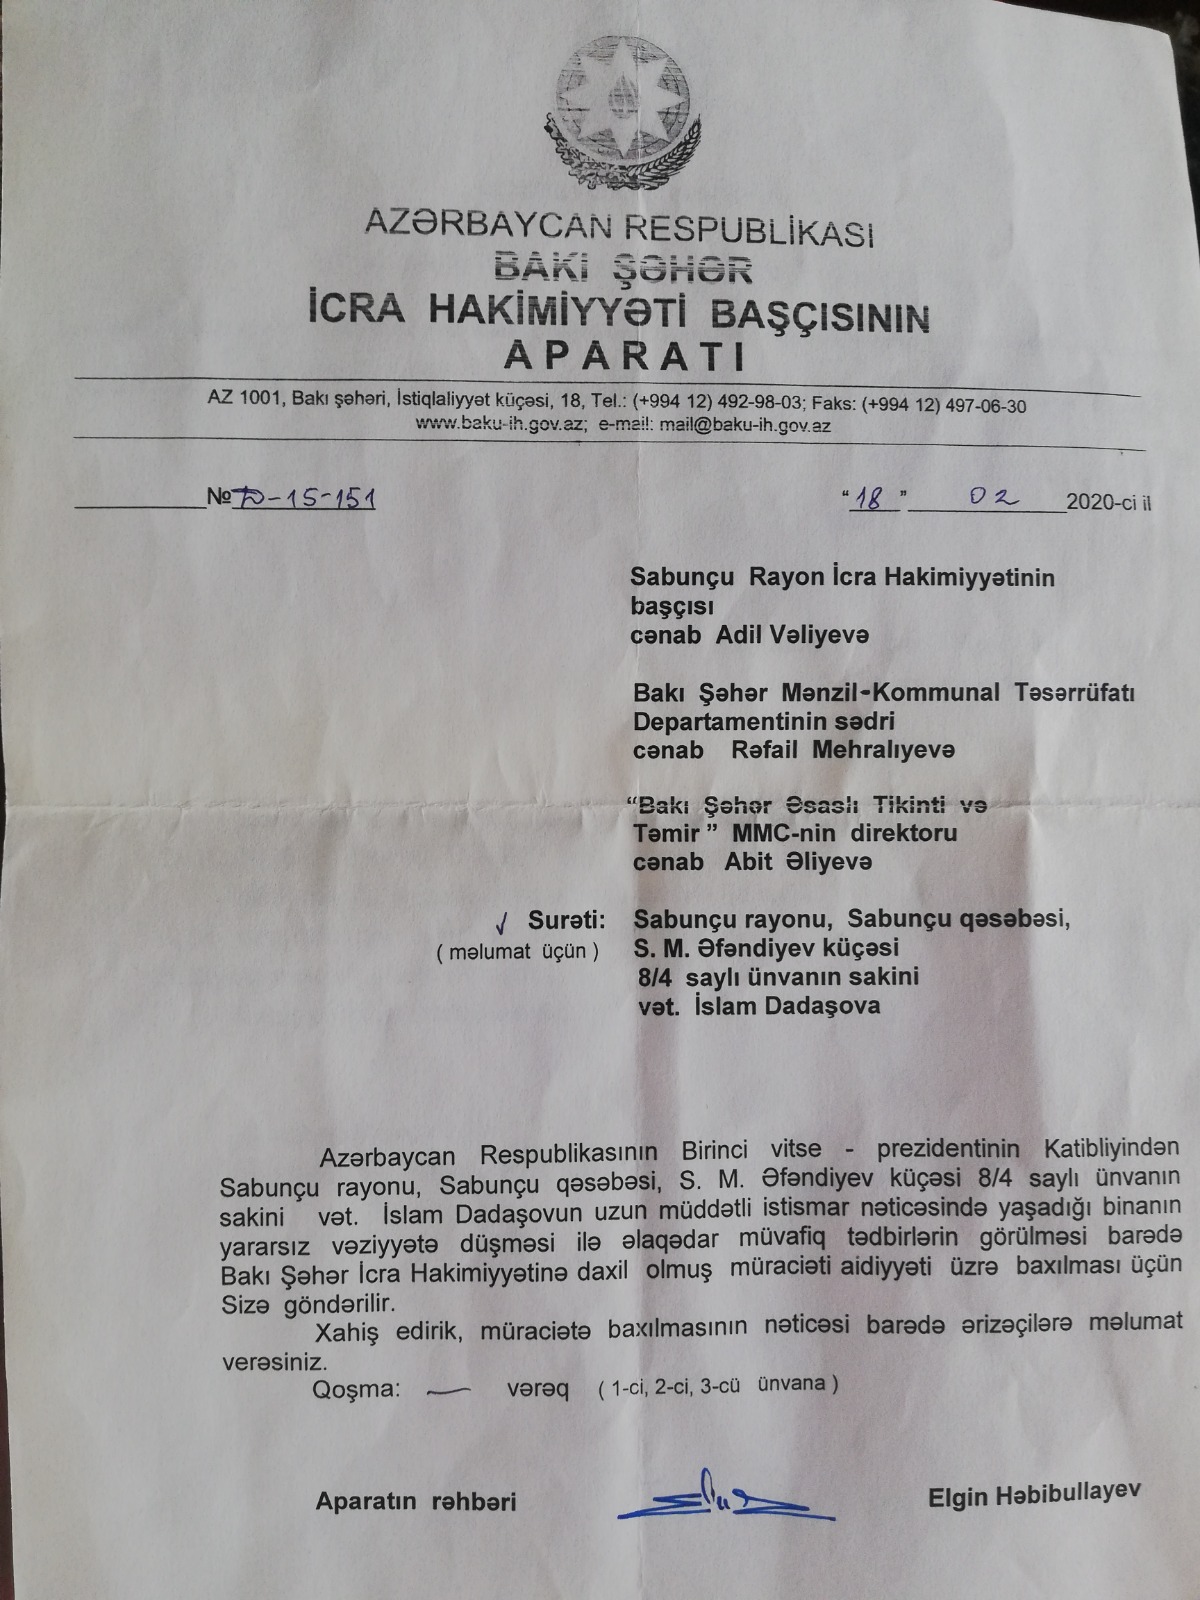 AZƏRBAYCAN RESPUBLİKASI
BAKI ŞƏHƏR
İCRA HAKİMİYYƏTİ BAŞÇISININ
APARATI
AZ 1001, Bakı şəhəri, İstiqlaliyyət küçəsi, 18, Tel.: (+994 12) 492-98-03; Faks: (+994 12) 497-06-30
www.baku-ih.gov.az; e-mail: mail@baku-ih.gov.az
№ -15-151 “18” 02 2020-ci il
Sabunçu Rayon İcra Hakimiyyətinin
başçısı
cənab Adil Vəliyevə
Bakı Şəhər Mənzil-Kommunal Təsərrüfatı
Departamentinin sədri
cənab Rəfail Mehralıyevə
“Bakı Şəhər Əsaslı Tikinti və
Təmir” MMC-nin direktoru
cənab Abit Əliyevə
Surəti: Sabunçu rayonu, Sabunçu qəsəbəsi,
(məlumat üçün) S. M. Əfəndiyev küçəsi
8/4 saylı ünvanın sakini
vət. İslam Dadaşova
Azərbaycan Respublikasının Birinci vitse - prezidentinin Katibliyindən
Sabunçu rayonu, Sabunçu qəsəbəsi, S. M. Əfəndiyev küçəsi 8/4 saylı ünvanın
sakini vət. İslam Dadaşovun uzun müddətli istismar nəticəsində yaşadığı binanın
yararsız vəziyyətə düşməsi ilə əlaqədar müvafiq tədbirlərin görülməsi barədə
Bakı Şəhər İcra Hakimiyyətinə daxil olmuş müraciəti aidiyyəti üzrə baxılması üçün
Sizə göndərilir.
Xahiş edirik, müraciətə baxılmasının nəticəsi barədə ərizəçilərə məlumat
verəsiniz.
Qoşma: — vərəq (1-ci, 2-ci, 3-cü ünvana)
Aparatın rəhbəri Elgin Həbibullayev